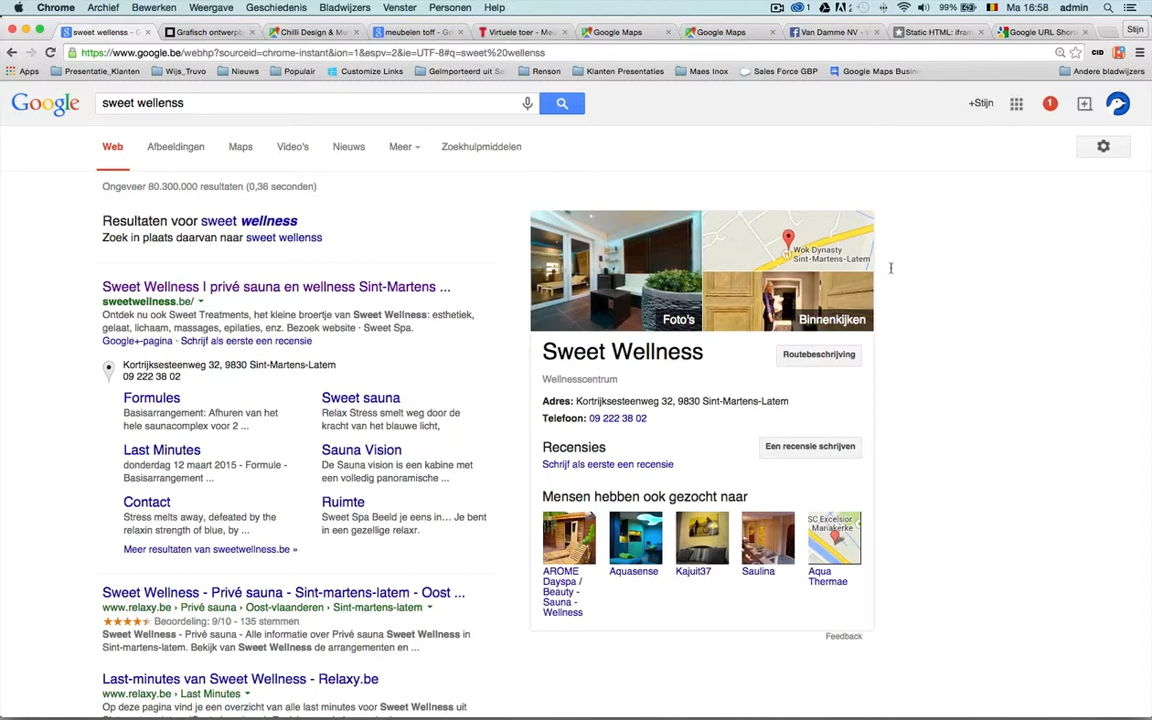 Chrome Archief Bewerken Weergave Geschiedenis Bladwijzers Venster Personen Help 1 99% Ma 16:58 admin
sweet wellenss - G Grafisch ontwerpb Chilli Design & Mu meubelen toff - Go Virtuele toer - Meu Google Maps Google Maps Van Damme NV - Static HTML: ifram Google URL Short Stijn
https://www.google.be/webhp?sourceid=chrome-instant&ion=1&espv=2&ie=UTF-8#q=sweet%20wellenss CID
Apps Presentatie_Klanten Wijs_Truvo Nieuws Populair Customize Links Geïmporteerd uit Sa Renson Klanten Presentaties Maes Inox Sales Force GBP Google Maps Busin Andere bladwijzers
Google sweet wellenss +Stijn 1
Web Afbeeldingen Maps Video's Nieuws Meer Zoekhulpmiddelen
Ongeveer 80.300.000 resultaten (0,36 seconden)
Resultaten voor sweet wellness
Zoek in plaats daarvan naar sweet wellenss
Sweet Wellness I privé sauna en wellness Sint-Martens ...
sweetwellness.be/
Ontdek nu ook Sweet Treatments, het kleine broertje van Sweet Wellness: esthetiek,
gelaat, lichaam, massages, epilaties, enz. Bezoek website · Sweet Spa.
Google+-pagina · Schrijf als eerste een recensie
Kortrijksesteenweg 32, 9830 Sint-Martens-Latem
09 222 38 02
Formules
Basisarrangement: Afhuren van het
hele saunacomplex voor 2 ...
Sweet sauna
Relax Stress smelt weg door de
kracht van het blauwe licht,
Last Minutes
donderdag 12 maart 2015 - Formule -
Basisarrangement ...
Sauna Vision
De Sauna vision is een kabine met
een volledig panoramische ...
Contact
Stress melts away, defeated by the
relaxin strength of blue, by ...
Ruimte
Sweet Spa Beeld je eens in... Je bent
in een gezellige relaxr.
Meer resultaten van sweetwellness.be »
Sweet Wellness - Privé sauna - Sint-martens-latem - Oost ...
www.relaxy.be › Privé sauna › Oost-vlaanderen › Sint-martens-latem
Beoordeling: 9/10 - 135 stemmen
Sweet Wellness - Privé sauna - Alle informatie over Privé sauna Sweet Wellness in
Sint-martens-latem. Bekijk van Sweet Wellness de arrangementen en ...
Last-minutes van Sweet Wellness - Relaxy.be
www.relaxy.be › Last Minutes
Op deze pagina vind je een overzicht van alle last minutes voor Sweet Wellness uit
Wok Dynasty
Sint-Martens-Latem
Foto's
Binnenkijken
Sweet Wellness
Routebeschrijving
Wellnesscentrum
Adres: Kortrijksesteenweg 32, 9830 Sint-Martens-Latem
Telefoon: 09 222 38 02
Recensies
Een recensie schrijven
Schrijf als eerste een recensie
Mensen hebben ook gezocht naar
SC Excelsior
Mariakerke
AROME
Dayspa /
Beauty -
Sauna -
Wellness
Aquasense
Kajuit37
Saulina
Aqua
Thermae
Feedback